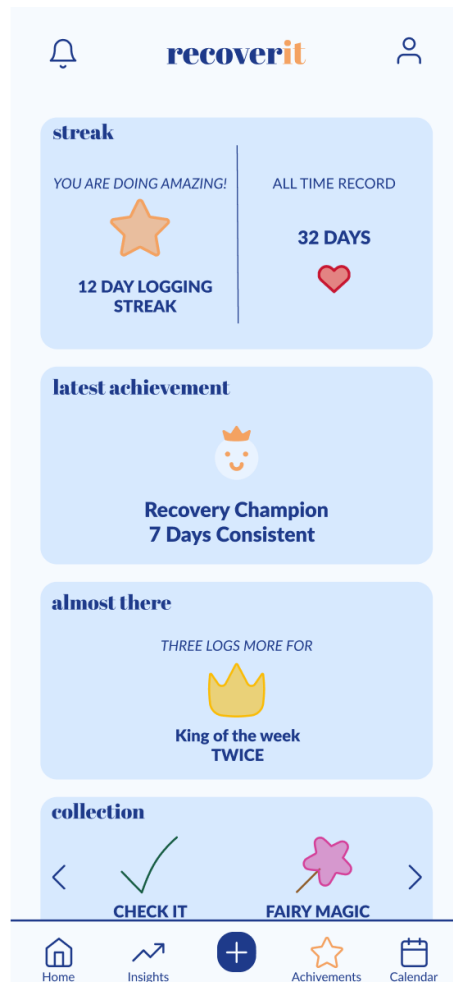 recoverit
streak
YOU ARE DOING AMAZING!
12 DAY LOGGING
STREAK
ALL TIME RECORD
32 DAYS
latest achievement
Recovery Champion
7 Days Consistent
almost there
THREE LOGS MORE FOR
King of the week
TWICE
collection
CHECK IT
FAIRY MAGIC
Home
Insights
Achivements
Calendar